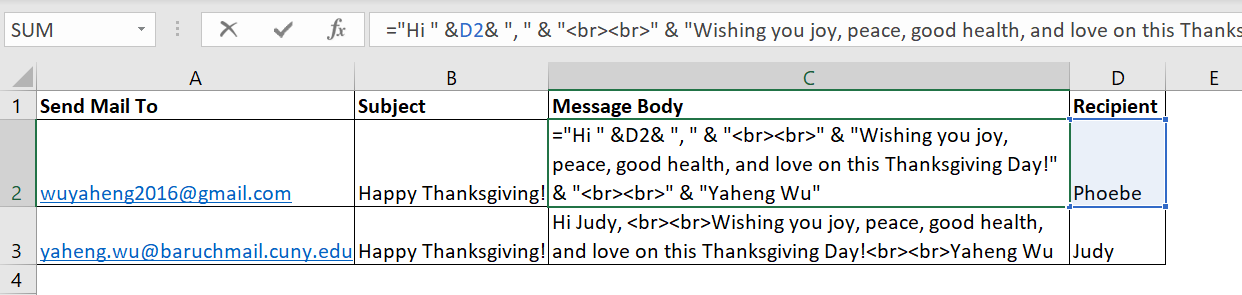 SUM
="Hi " &D2& ", " & "<br><br>" & "Wishing you joy, peace, good health, and love on this Thanks
A B C D E
1 Send Mail To Subject Message Body Recipient
="Hi " &D2& ", " & "<br><br>" & "Wishing you joy,
peace, good health, and love on this Thanksgiving Day!"
2 wuyaheng2016@gmail.com Happy Thanksgiving! & "<br><br>" & "Yaheng Wu" Phoebe
Hi Judy, <br><br>Wishing you joy, peace, good health,
3 yaheng.wu@baruchmail.cuny.edu Happy Thanksgiving! and love on this Thanksgiving Day!<br><br>Yaheng Wu Judy
4